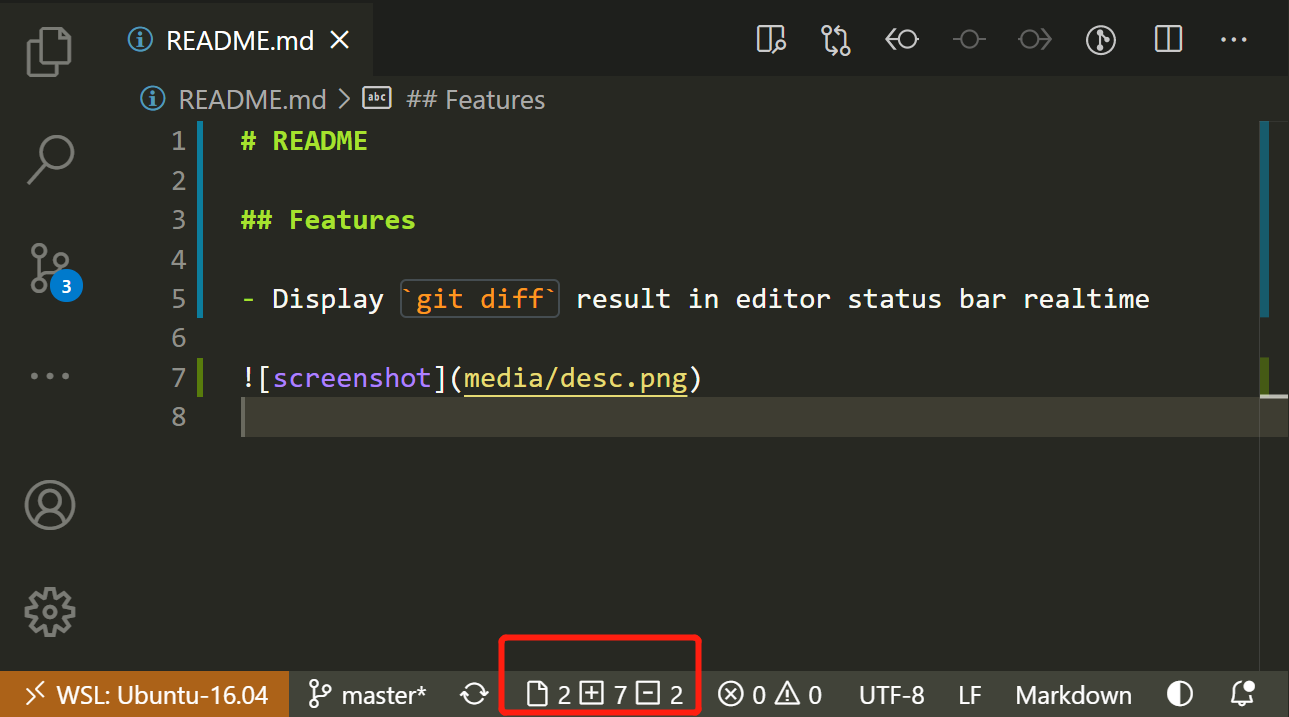 README.md
README.md > ## Features
1 # README
2
3 ## Features
4
5 - Display `git diff` result in editor status bar realtime
6
7 ![screenshot](media/desc.png)
8
3
WSL: Ubuntu-16.04 master* 2 7 2 0 0 UTF-8 LF Markdown